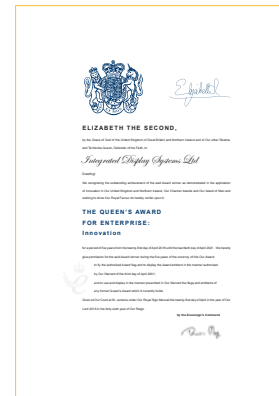 Elizabeth R
ELIZABETH THE SECOND,
by the Grace of God of the United Kingdom of Great Britain and Northern Ireland and of Our other Realms
and Territories Queen, Defender of the Faith, to
Integrated Display Systems Ltd
Greeting!
We recognising the outstanding achievement of the said award winner as demonstrated in the application
of Innovation in Our United Kingdom and Northern Ireland, Our Channel Islands and Our Island of Man and
wishing to show Our Royal Favour do hereby confer upon it
THE QUEEN'S AWARD
FOR ENTERPRISE:
Innovation
for a period of five years from the twenty-first day of April 2016 until the twentieth day of April 2021. We hereby
give permission for the said award winner during the five years of the currency of this Our Award
to fly the authorised Award flag and to display the Award emblem in the manner authorised
by Our Warrant of the
and to use and display in the manner prescribed in Our Warrant the flags and emblems of
any former Queen's Award which it currently holds.
Given at Our Court at St. James's under Our Royal Sign Manual this twenty-first day of April in the year of Our
Lord 2016 in the sixty-fifth year of Our Reign.
by the Sovereign's Command